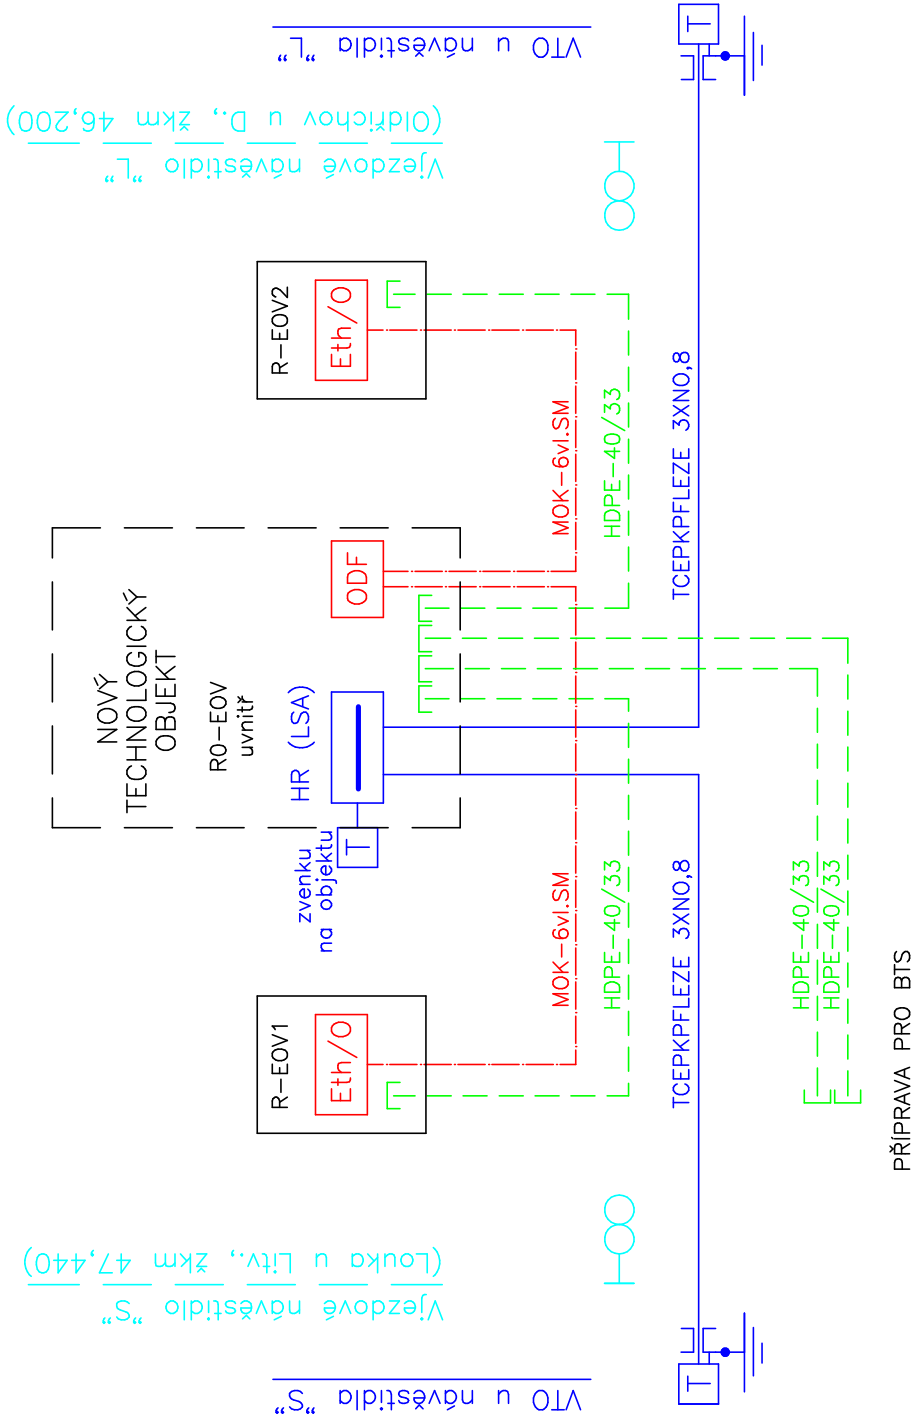 VTO u návěstidla "L"
Vjezdové návěstidlo "L"
(Oldřichov u D., žkm 46,200)
R-EOV2
Eth/O
MOK-6vl.SM
HDPE-40/33
TCEPKPFLEZE 3XN0,8
NOVÝ
TECHNOLOGICKÝ
OBJEKT
RO-EOV
uvnitř
HR (LSA)
ODF
T
zvenku
na objektu
T
R-EOV1
Eth/O
MOK-6vl.SM
HDPE-40/33
TCEPKPFLEZE 3XN0,8
HDPE-40/33
HDPE-40/33
PŘÍPRAVA PRO BTS
Vjezdové návěstidlo "S"
(Louka u Litv., žkm 47,440)
VTO u návěstidla "S"
T